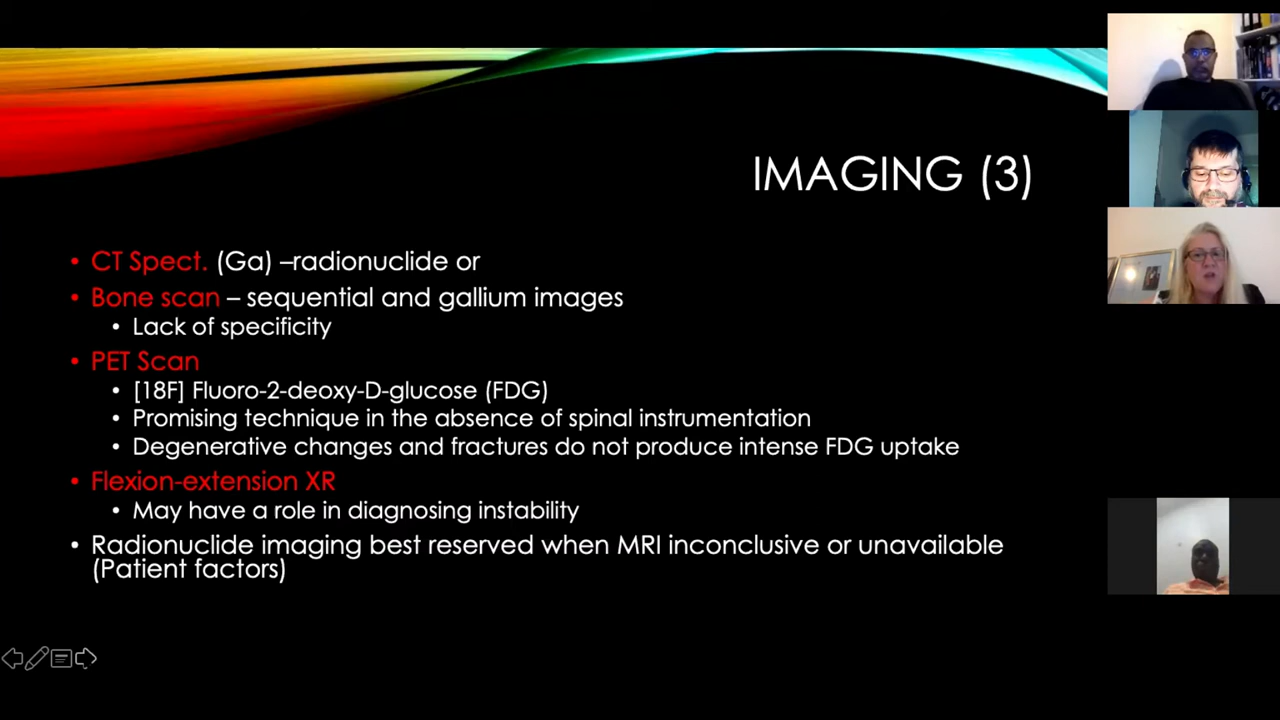 IMAGING (3)
• CT Spect. (Ga) –radionuclide or
• Bone scan – sequential and gallium images
• Lack of specificity
• PET Scan
• [18F] Fluoro-2-deoxy-D-glucose (FDG)
• Promising technique in the absence of spinal instrumentation
• Degenerative changes and fractures do not produce intense FDG uptake
• Flexion-extension XR
• May have a role in diagnosing instability
• Radionuclide imaging best reserved when MRI inconclusive or unavailable
(Patient factors)